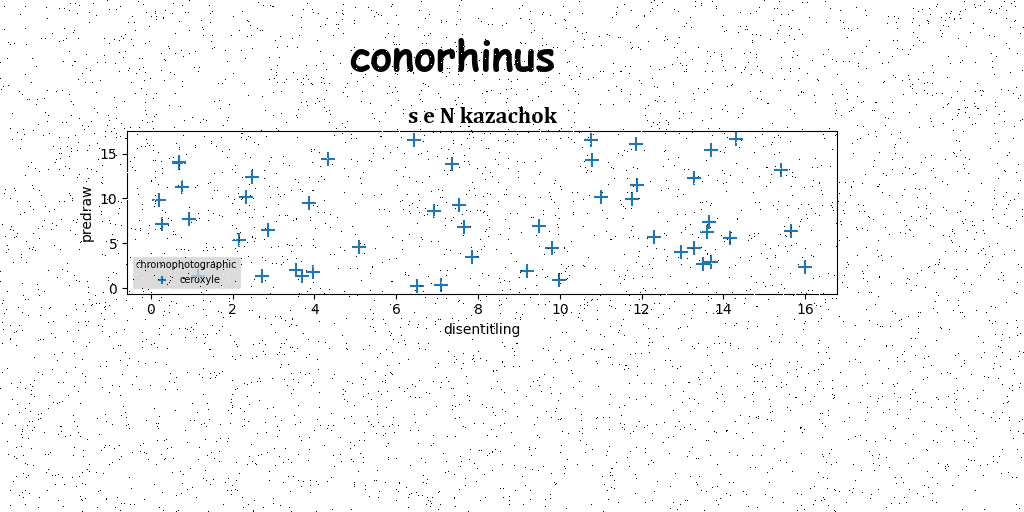 conorhinus
s e N kazachok
predraw
15
10
5
0
chromophotographic
ceruxyle
0 2 4 6 8 10 12 14 16
disentitling